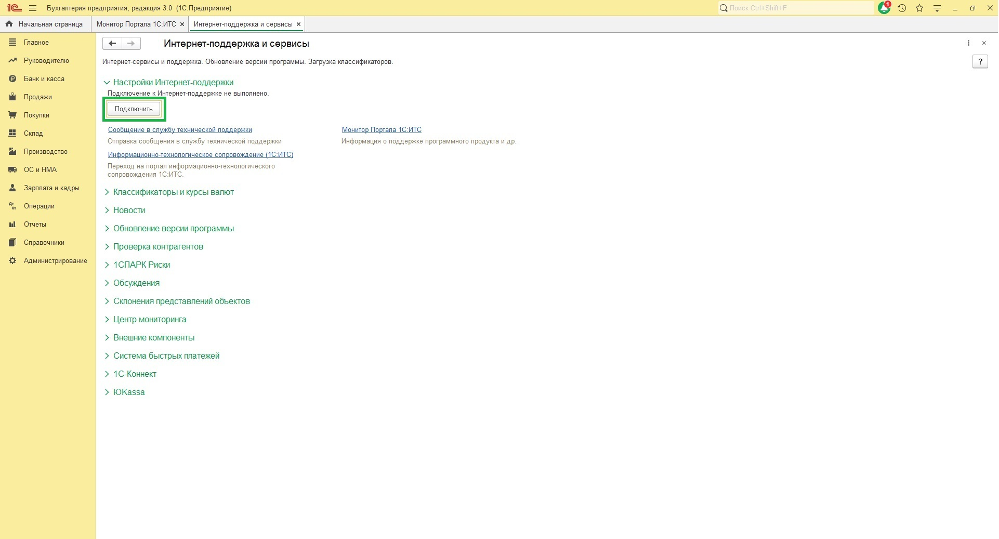 1С Бухгалтерия предприятия, редакция 3.0 (1С:Предприятие)
Поиск Ctrl+Shift+F
1
Начальная страница
Монитор Портала 1С:ИТС ×
Интернет-поддержка и сервисы ×
Главное
Руководителю
Банк и касса
Продажи
Покупки
Склад
Производство
ОС и НМА
Зарплата и кадры
Дт Кт Операции
Отчеты
Справочники
Администрирование
Интернет-поддержка и сервисы
Интернет-сервисы и поддержка. Обновление версии программы. Загрузка классификаторов.
?
Настройки Интернет-поддержки
Подключение к Интернет-поддержке не выполнено.
Подключить
Сообщение в службу технической поддержки
Отправка сообщения в службу технической поддержки
Монитор Портала 1С:ИТС
Информация о поддержке программного продукта и др.
Информационно-технологическое сопровождение (1С:ИТС)
Переход на портал информационно-технологического
сопровождения 1С:ИТС.
Классификаторы и курсы валют
Новости
Обновление версии программы
Проверка контрагентов
1СПАРК Риски
Обсуждения
Склонения представлений объектов
Центр мониторинга
Внешние компоненты
Система быстрых платежей
1С-Коннект
ЮKassa